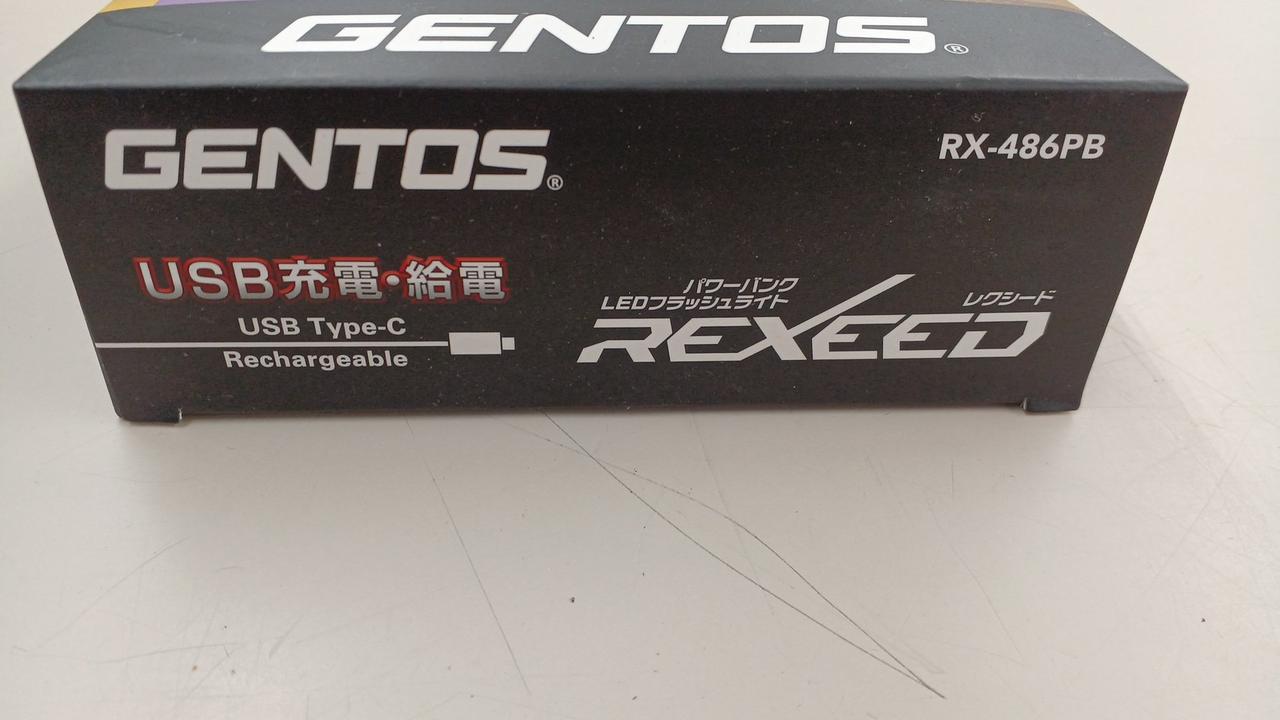 GENTOS®
GENTOS®
RX-486PB
USB充電・給電
USB Type-C
Rechargeable
パワーバンク
LEDフラッシュライト
レクシード
REXEED